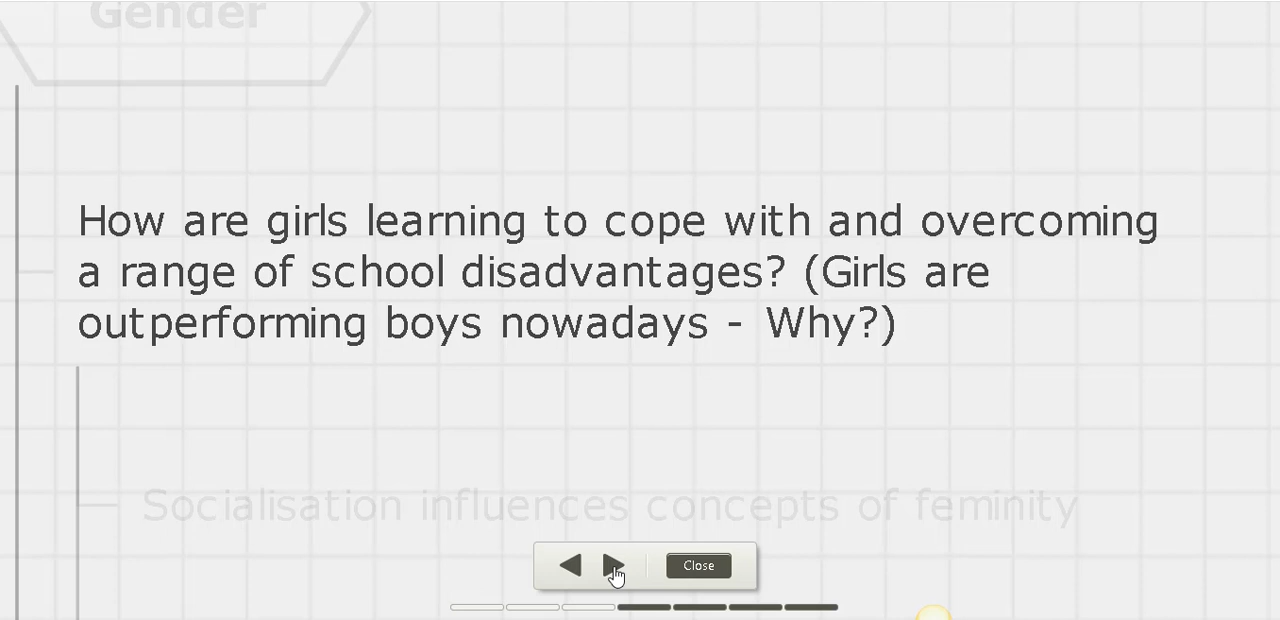 Gender
How are girls learning to cope with and overcoming
a range of school disadvantages? (Girls are
outperforming boys nowadays - Why?)
Socialisation influences concepts of feminity
Close